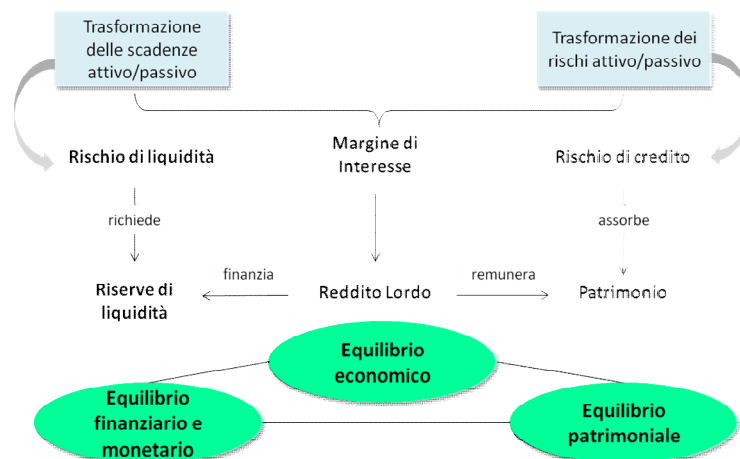 Trasformazione
delle scadenze
attivo/passivo
Trasformazione dei
rischi attivo/passivo
Rischio di liquidità
Margine di
Interesse
Rischio di credito
richiede
assorbe
Riserve di
liquidità
finanzia
Reddito Lordo
remunera
Patrimonio
Equilibrio
economico
Equilibrio
finanziario e
monetario
Equilibrio
patrimoniale